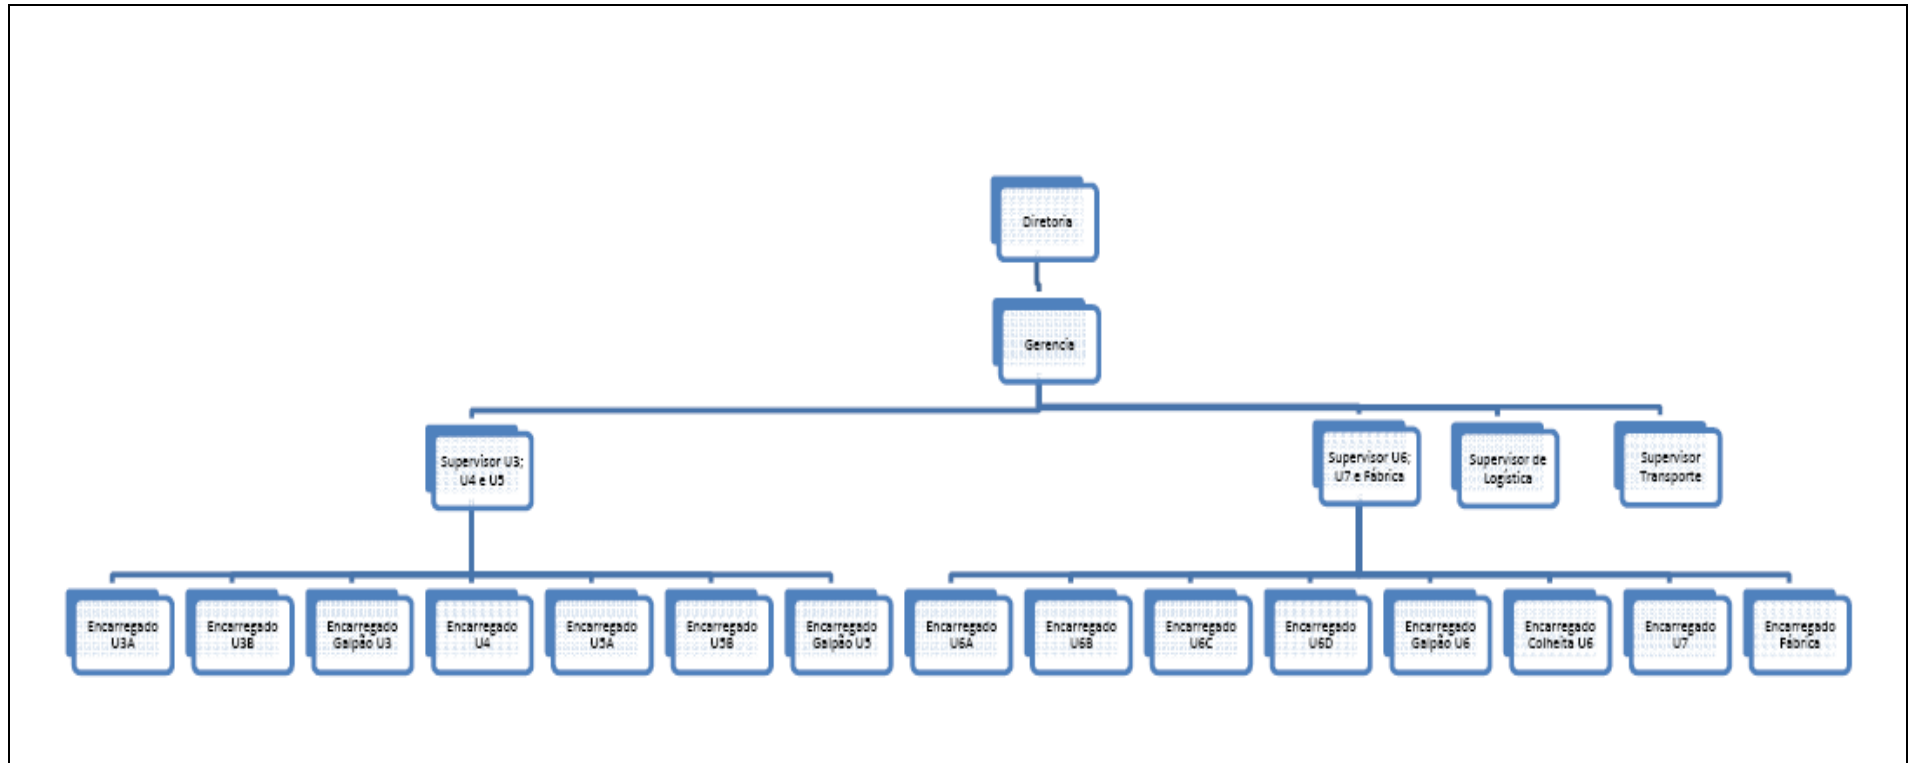 Diretoria
Gerencia
Supervisor U3;
U4 e U5
Supervisor U6;
U7 e Fábrica
Supervisor de
Logística
Supervisor
Transporte
Encarregado
U3A
Encarregado
U3B
Encarregado
Galpão U3
Encarregado
U4
Encarregado
U5A
Encarregado
U5B
Encarregado
Galpão U5
Encarregado
U6A
Encarregado
U6B
Encarregado
U6C
Encarregado
U6D
Encarregado
Galpão U6
Encarregado
Colheita U6
Encarregado
U7
Encarregado
Fábrica